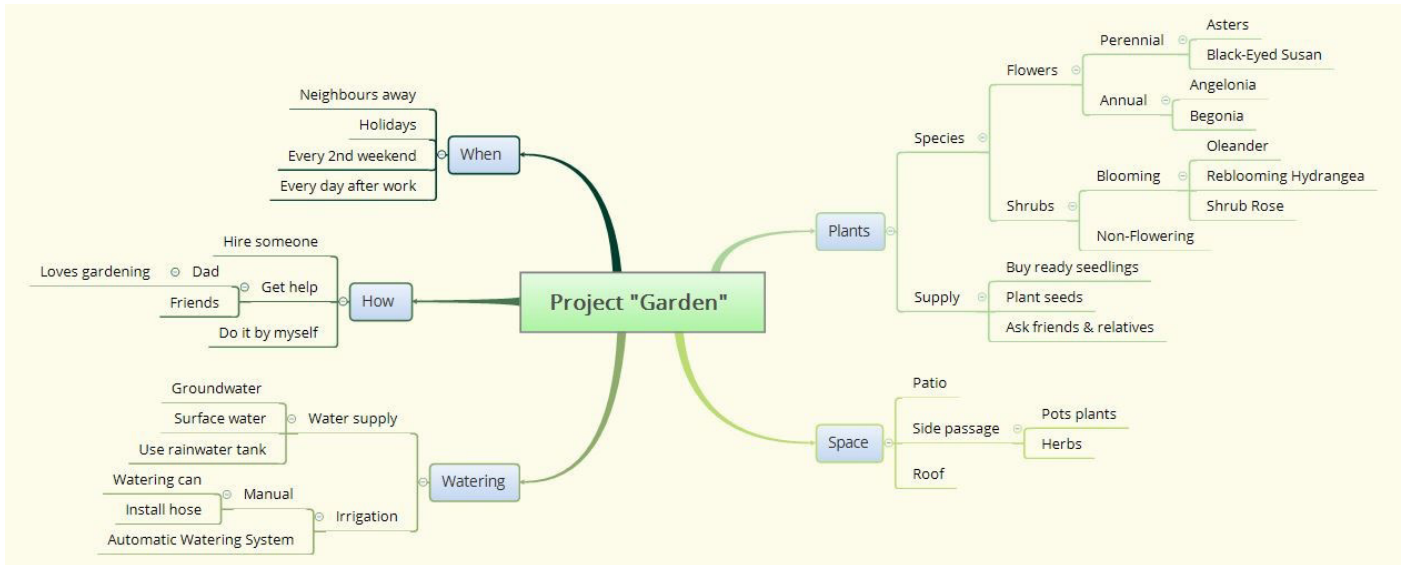 Project "Garden"
When
Neighbours away
Holidays
Every 2nd weekend
Every day after work
How
Hire someone
Get help
Dad
Loves gardening
Friends
Do it by myself
Watering
Water supply
Groundwater
Surface water
Use rainwater tank
Irrigation
Manual
Watering can
Install hose
Automatic Watering System
Plants
Species
Flowers
Perennial
Asters
Black-Eyed Susan
Annual
Angelonia
Begonia
Shrubs
Blooming
Oleander
Reblooming Hydrangea
Shrub Rose
Non-Flowering
Supply
Buy ready seedlings
Plant seeds
Ask friends & relatives
Space
Patio
Side passage
Pots plants
Herbs
Roof